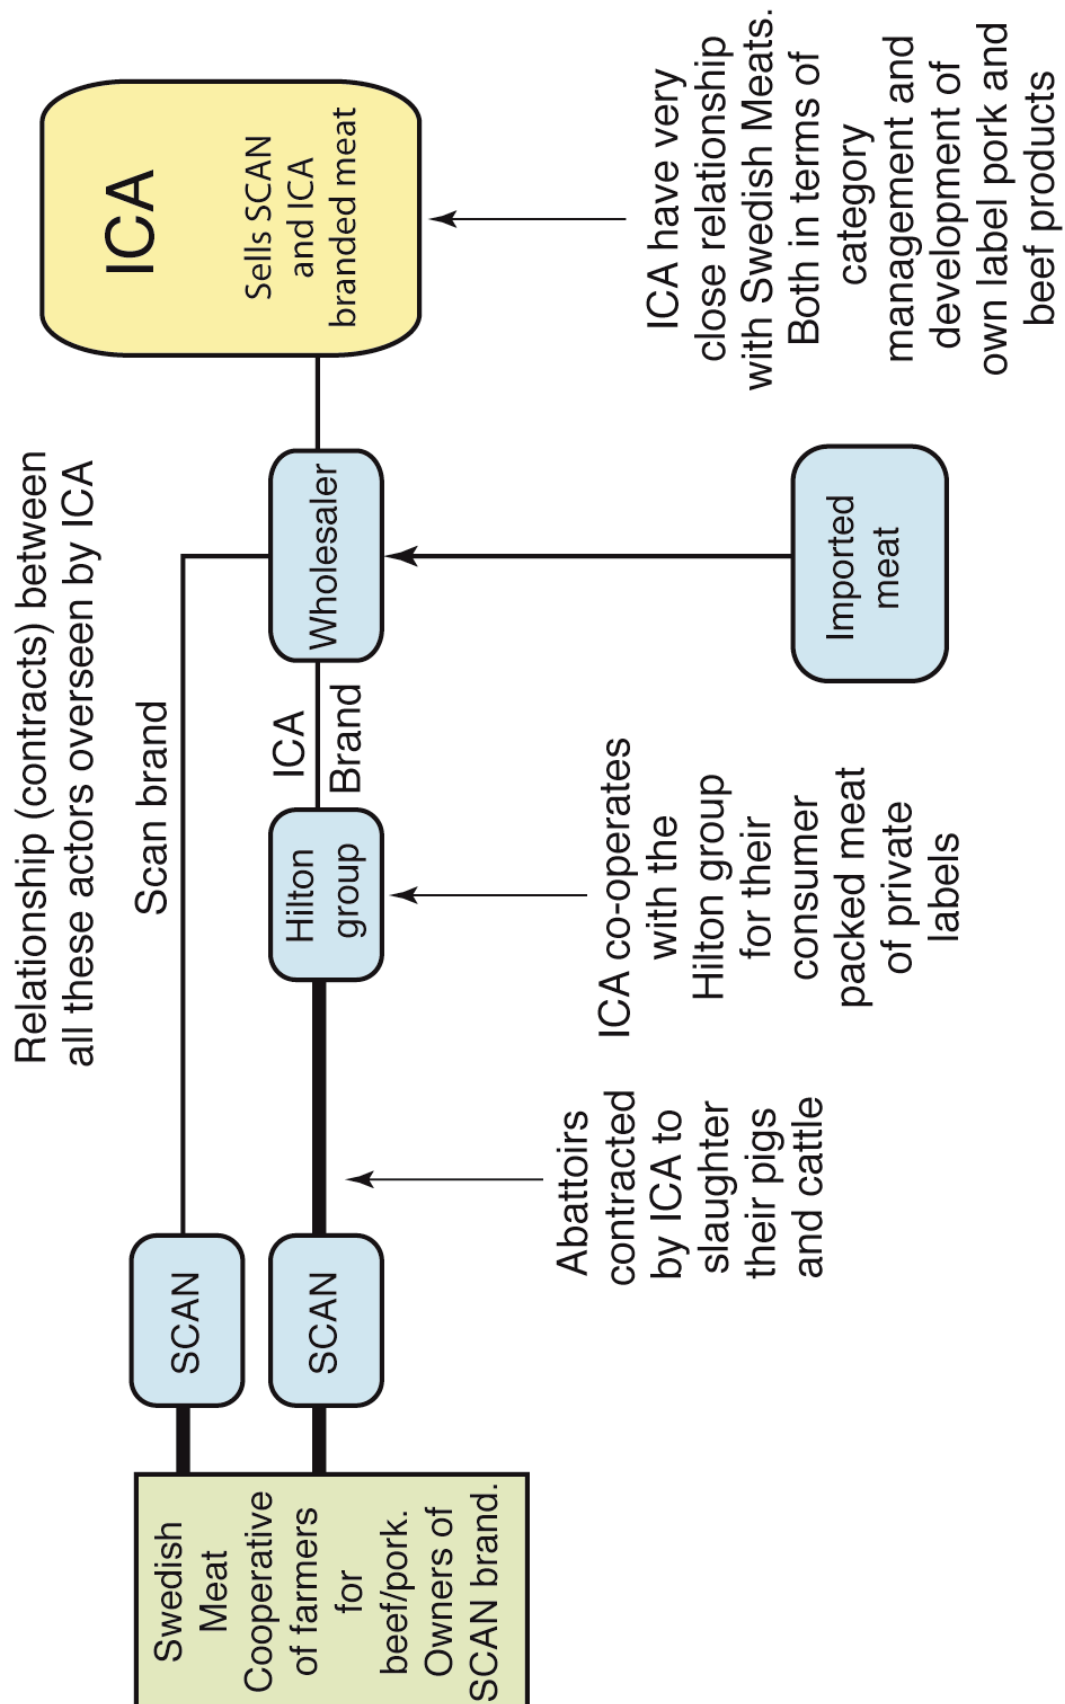 Relationship (contracts) between
all these actors overseen by ICA
Scan brand
Swedish
Meat
Cooperative
of farmers
for
beef/pork.
Owners of
SCAN brand.
SCAN
SCAN
Hilton
group
ICA
Brand
Wholesaler
ICA
Sells SCAN
and ICA
branded meat
Abattoirs
contracted
by ICA to
slaughter
their pigs
and cattle
ICA co-operates
with the
Hilton group
for their
consumer
packed meat
of private
labels
Imported
meat
ICA have very
close relationship
with Swedish Meats.
Both in terms of
category
management and
development of
own label pork and
beef products